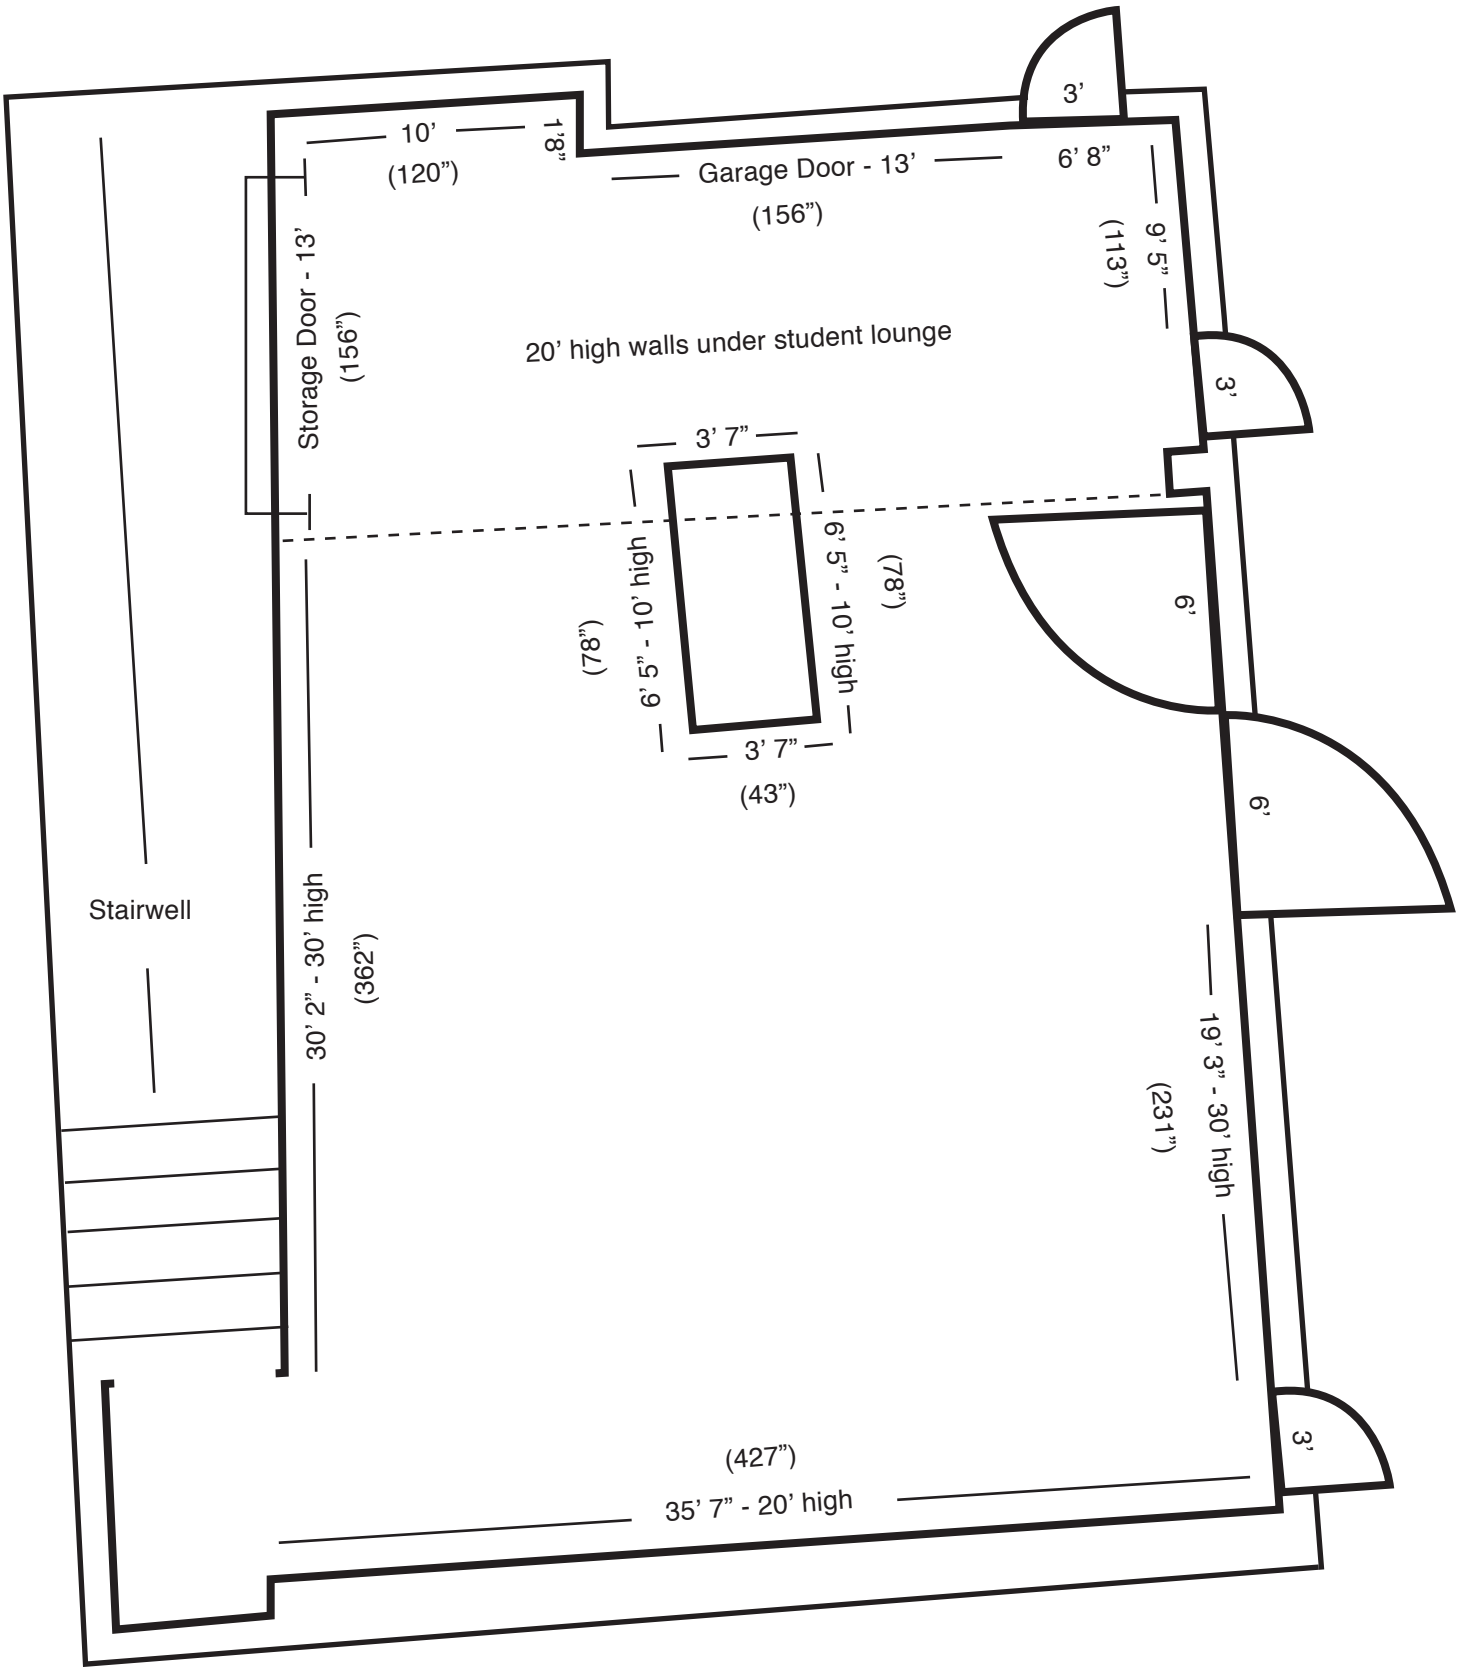 3’
10’
1’8”
(120”)
Garage Door - 13’
6’ 8”
(156”)
9’ 5”
(113”)
Storage Door - 13’
(156”)
20’ high walls under student lounge
3’
3’ 7”
6’ 5” - 10’ high
(78”)
6’ 5” - 10’ high
(78”)
6’
3’ 7”
(43”)
6’
Stairwell
30’ 2” - 30’ high
(362”)
19’ 3” - 30’ high
(231”)
3’
(427”)
35’ 7” - 20’ high